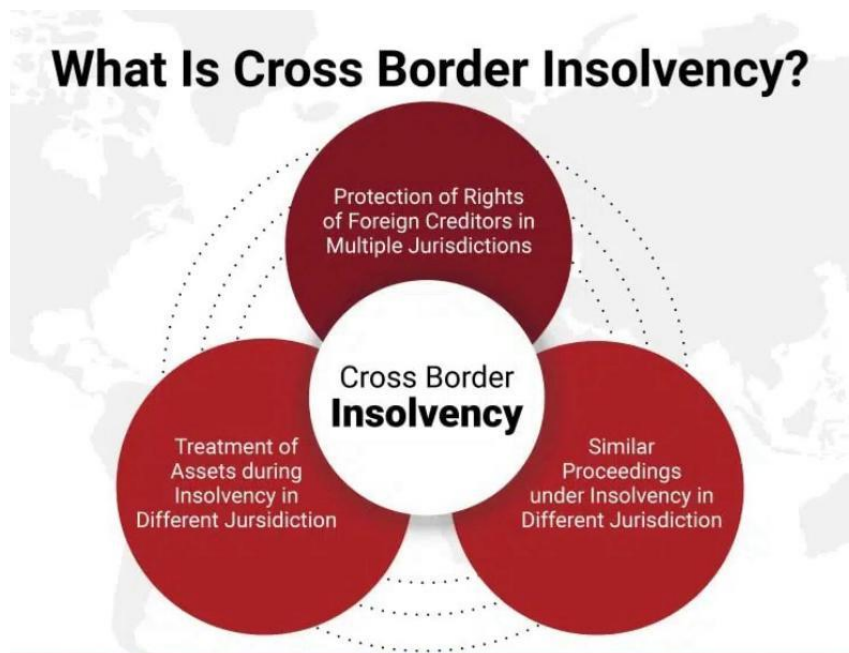 What Is Cross Border Insolvency?
Protection of Rights
of Foreign Creditors in
Multiple Jurisdictions
Cross Border
Insolvency
Treatment of
Assets during
Insolvency in
Different Jursidiction
Similar
Proceedings
under Insolvency in
Different Jurisdiction